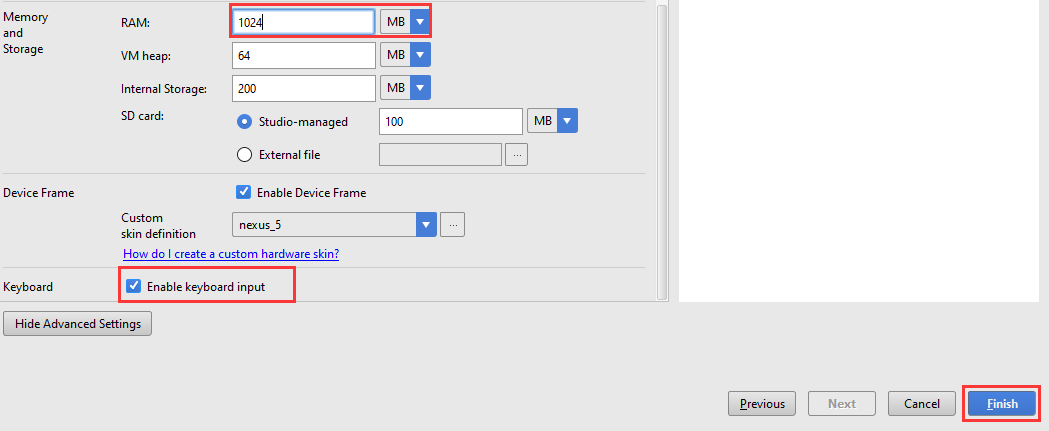 Memory and Storage
RAM: 1024 MB
VM heap: 64 MB
Internal Storage: 200 MB
SD card: Studio-managed 100 MB
External file ...
Device Frame Enable Device Frame
Custom skin definition nexus_5 ...
How do I create a custom hardware skin?
Keyboard Enable keyboard input
Hide Advanced Settings
Previous Next Cancel Finish